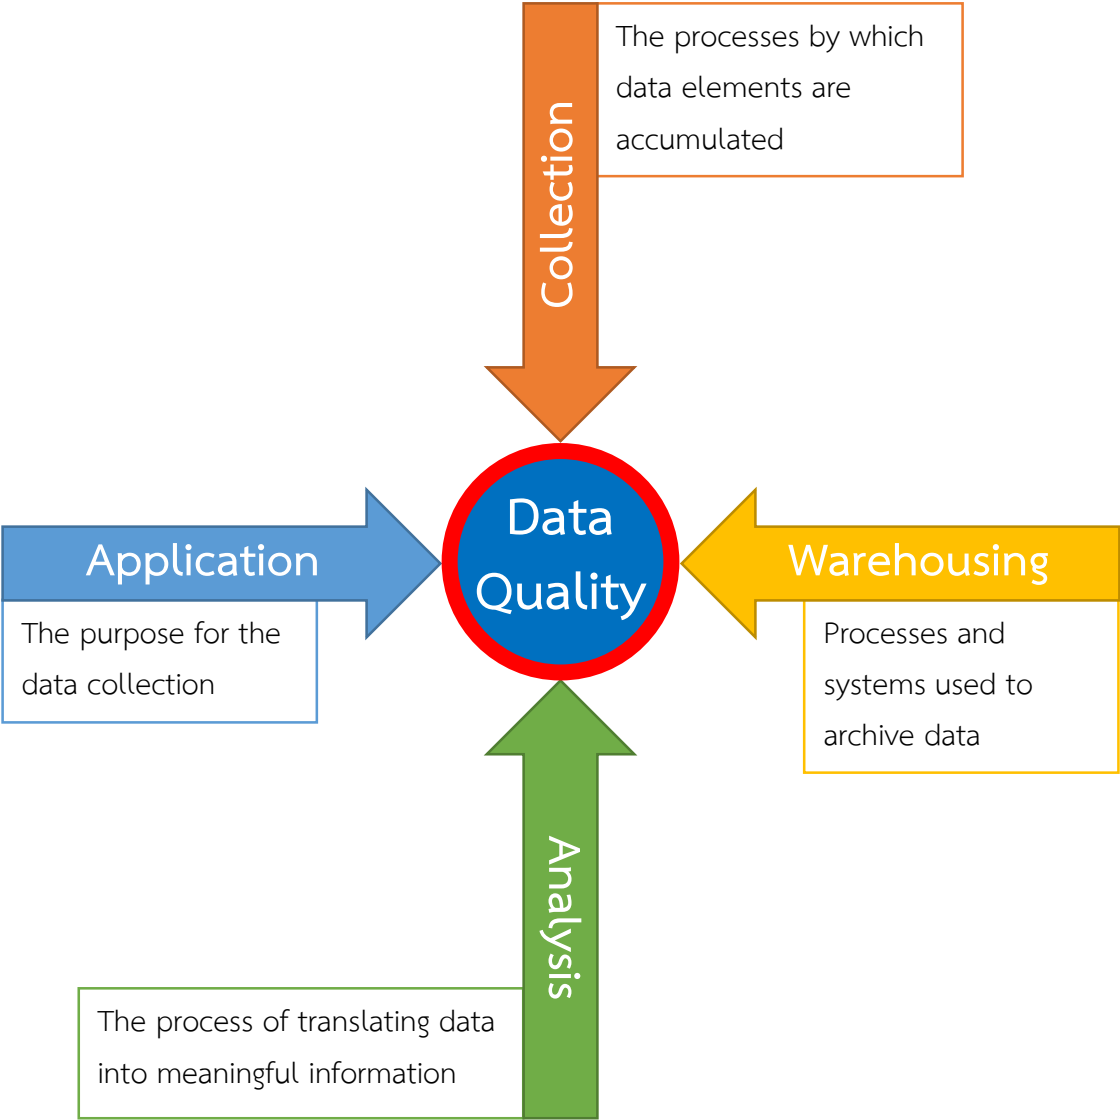 Collection
The processes by which
data elements are
accumulated
Data
Quality
Application
The purpose for the
data collection
Warehousing
Processes and
systems used to
archive data
Analysis
The process of translating data
into meaningful information